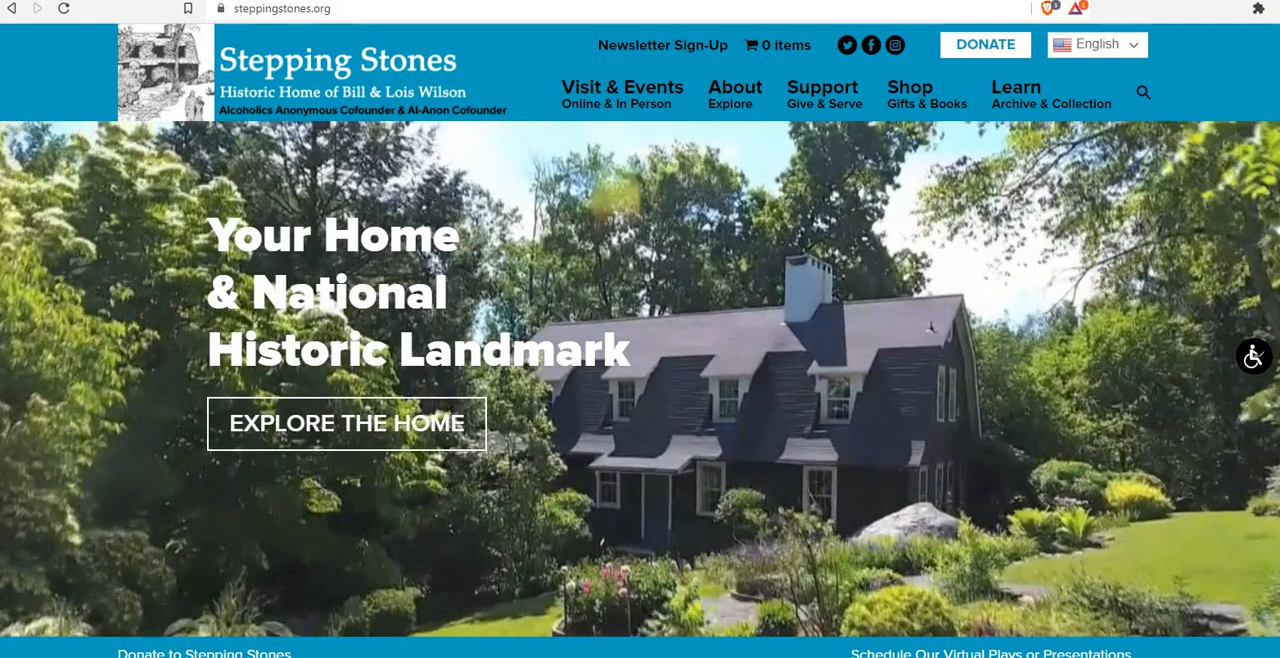 steppingstones.org
3
1
Stepping Stones
Historic Home of Bill & Lois Wilson
Alcoholics Anonymous Cofounder & Al-Anon Cofounder
Newsletter Sign-Up
0 items
DONATE
English
Visit & Events
Online & In Person
About
Explore
Support
Give & Serve
Shop
Gifts & Books
Learn
Archive & Collection
Your Home
& National
Historic Landmark
EXPLORE THE HOME
Donate to Stepping Stones
Schedule Our Virtual Plays or Presentations